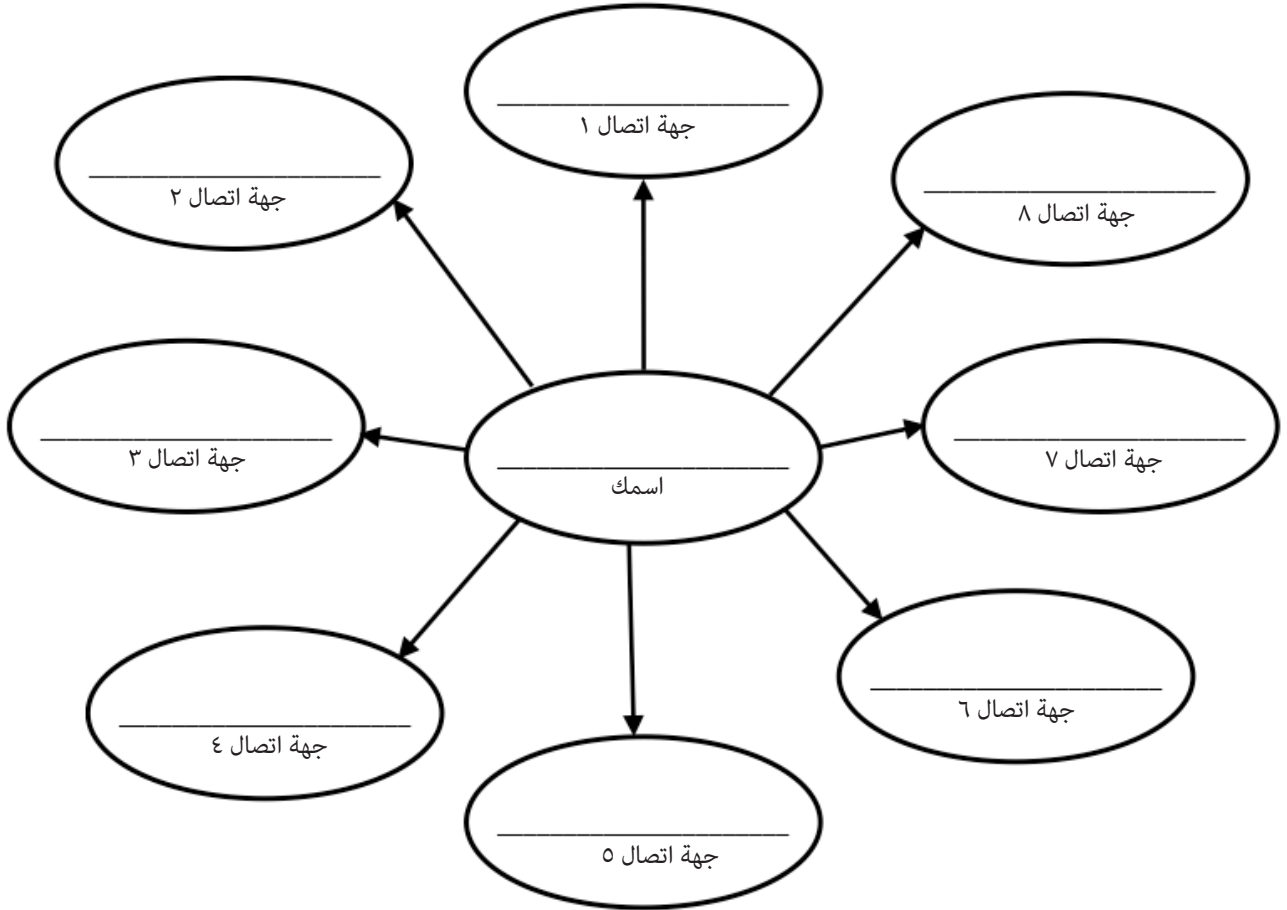 جهة اتصال ١
جهة اتصال ٢
جهة اتصال ٨
جهة اتصال ٣
اسمك
جهة اتصال ٧
جهة اتصال ٤
جهة اتصال ٦
جهة اتصال ٥